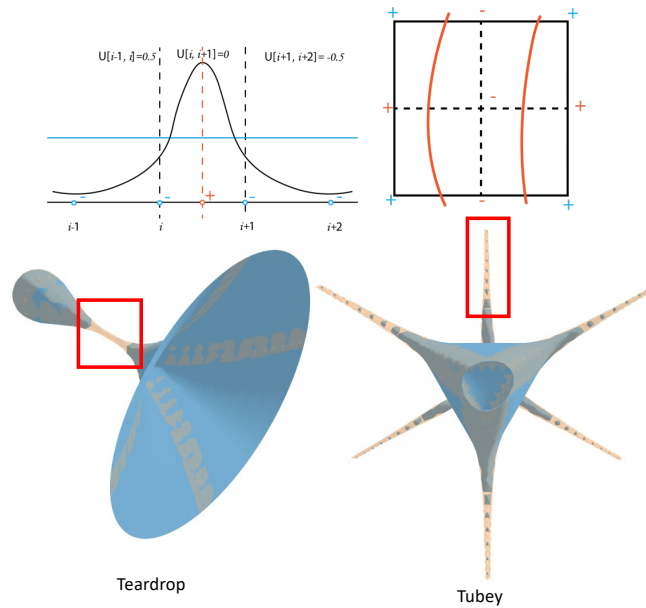 U[i-1, i]=0.5 U[i, i+1]=0 U[i+1, i+2]=-0.5
+ - +
+ - +
- - + - -
i-1 i i+1 i+2
+ - +
Teardrop
Tubey